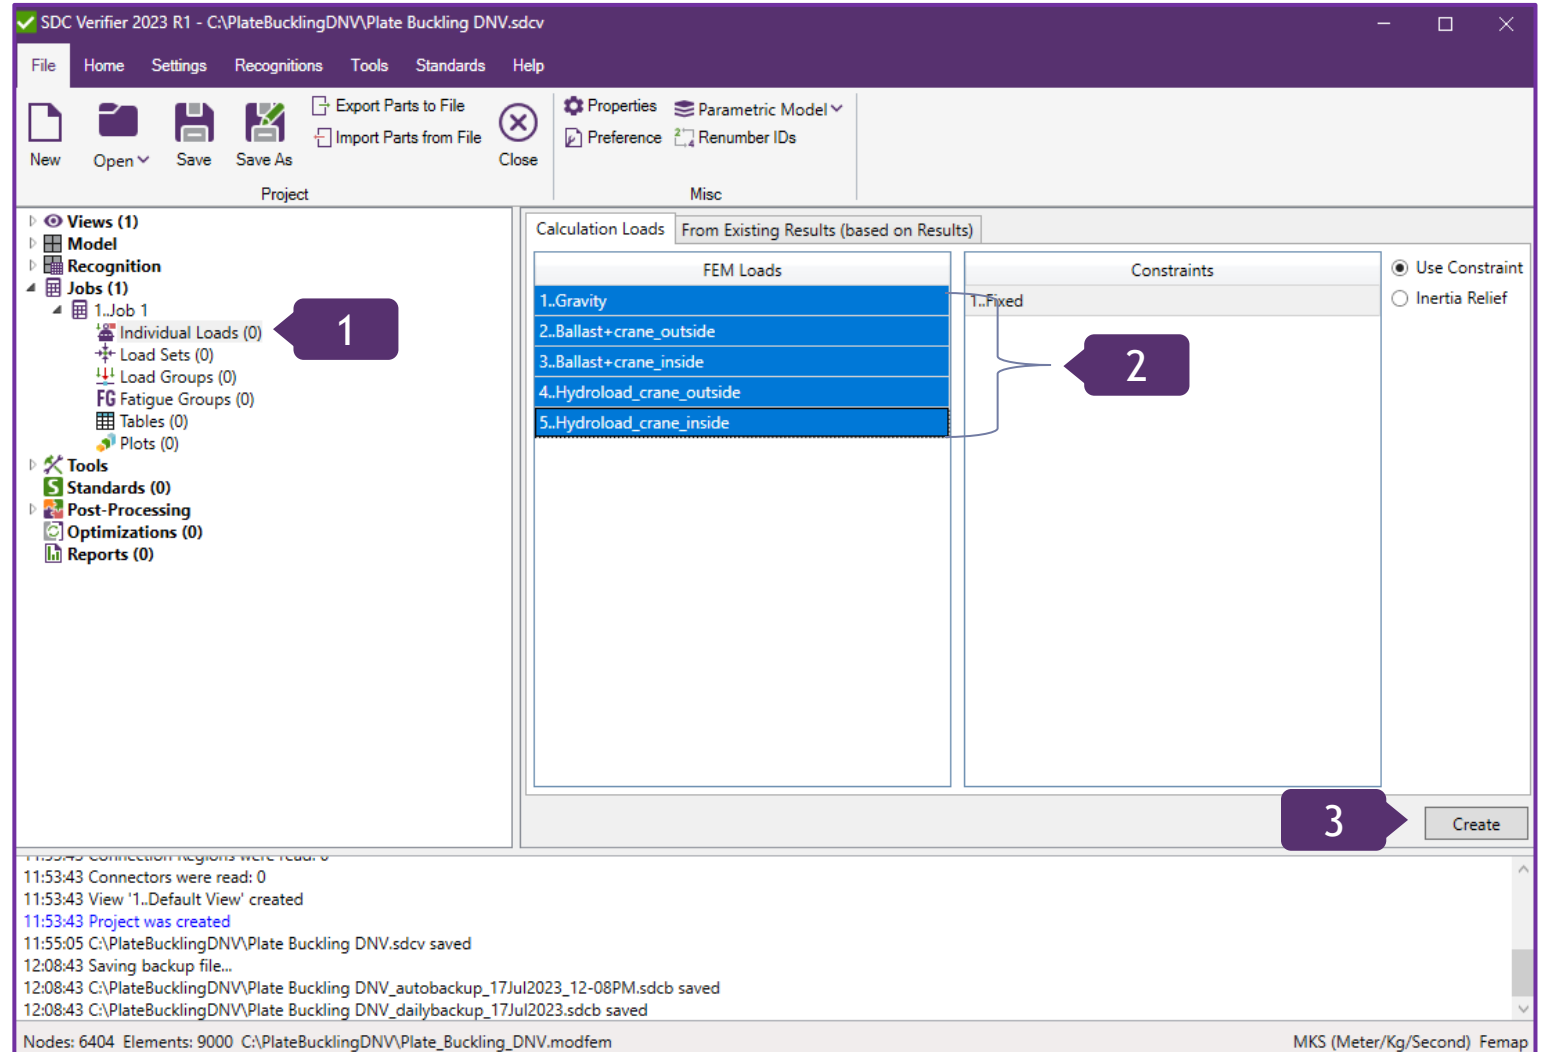 SDC Verifier 2023 R1 - C:\PlateBucklingDNV\Plate Buckling DNV.sdcv
File Home Settings Recognitions Tools Standards Help
Export Parts to File
Import Parts from File
New Open Save Save As Close
Project
Properties Parametric Model
Preference Renumber IDs
Misc
Views (1)
Model
Recognition
Jobs (1)
1..Job 1
Individual Loads (0)
Load Sets (0)
Load Groups (0)
FG Fatigue Groups (0)
Tables (0)
Plots (0)
Tools
Standards (0)
Post-Processing
Optimizations (0)
Reports (0)
1
Calculation Loads From Existing Results (based on Results)
FEM Loads
1..Gravity
2..Ballast+crane_outside
3..Ballast+crane_inside
4..Hydroload_crane_outside
5..Hydroload_crane_inside
2
Constraints
1..Fixed
Use Constraint
Inertia Relief
3
Create
11:53:43 Connection Regions were read: 0
11:53:43 Connectors were read: 0
11:53:43 View '1..Default View' created
11:53:43 Project was created
11:55:05 C:\PlateBucklingDNV\Plate Buckling DNV.sdcv saved
12:08:43 Saving backup file...
12:08:43 C:\PlateBucklingDNV\Plate Buckling DNV_autobackup_17Jul2023_12-08PM.sdcb saved
12:08:43 C:\PlateBucklingDNV\Plate Buckling DNV_dailybackup_17Jul2023.sdcb saved
Nodes: 6404 Elements: 9000 C:\PlateBucklingDNV\Plate_Buckling_DNV.modfem
MKS (Meter/Kg/Second) Femap